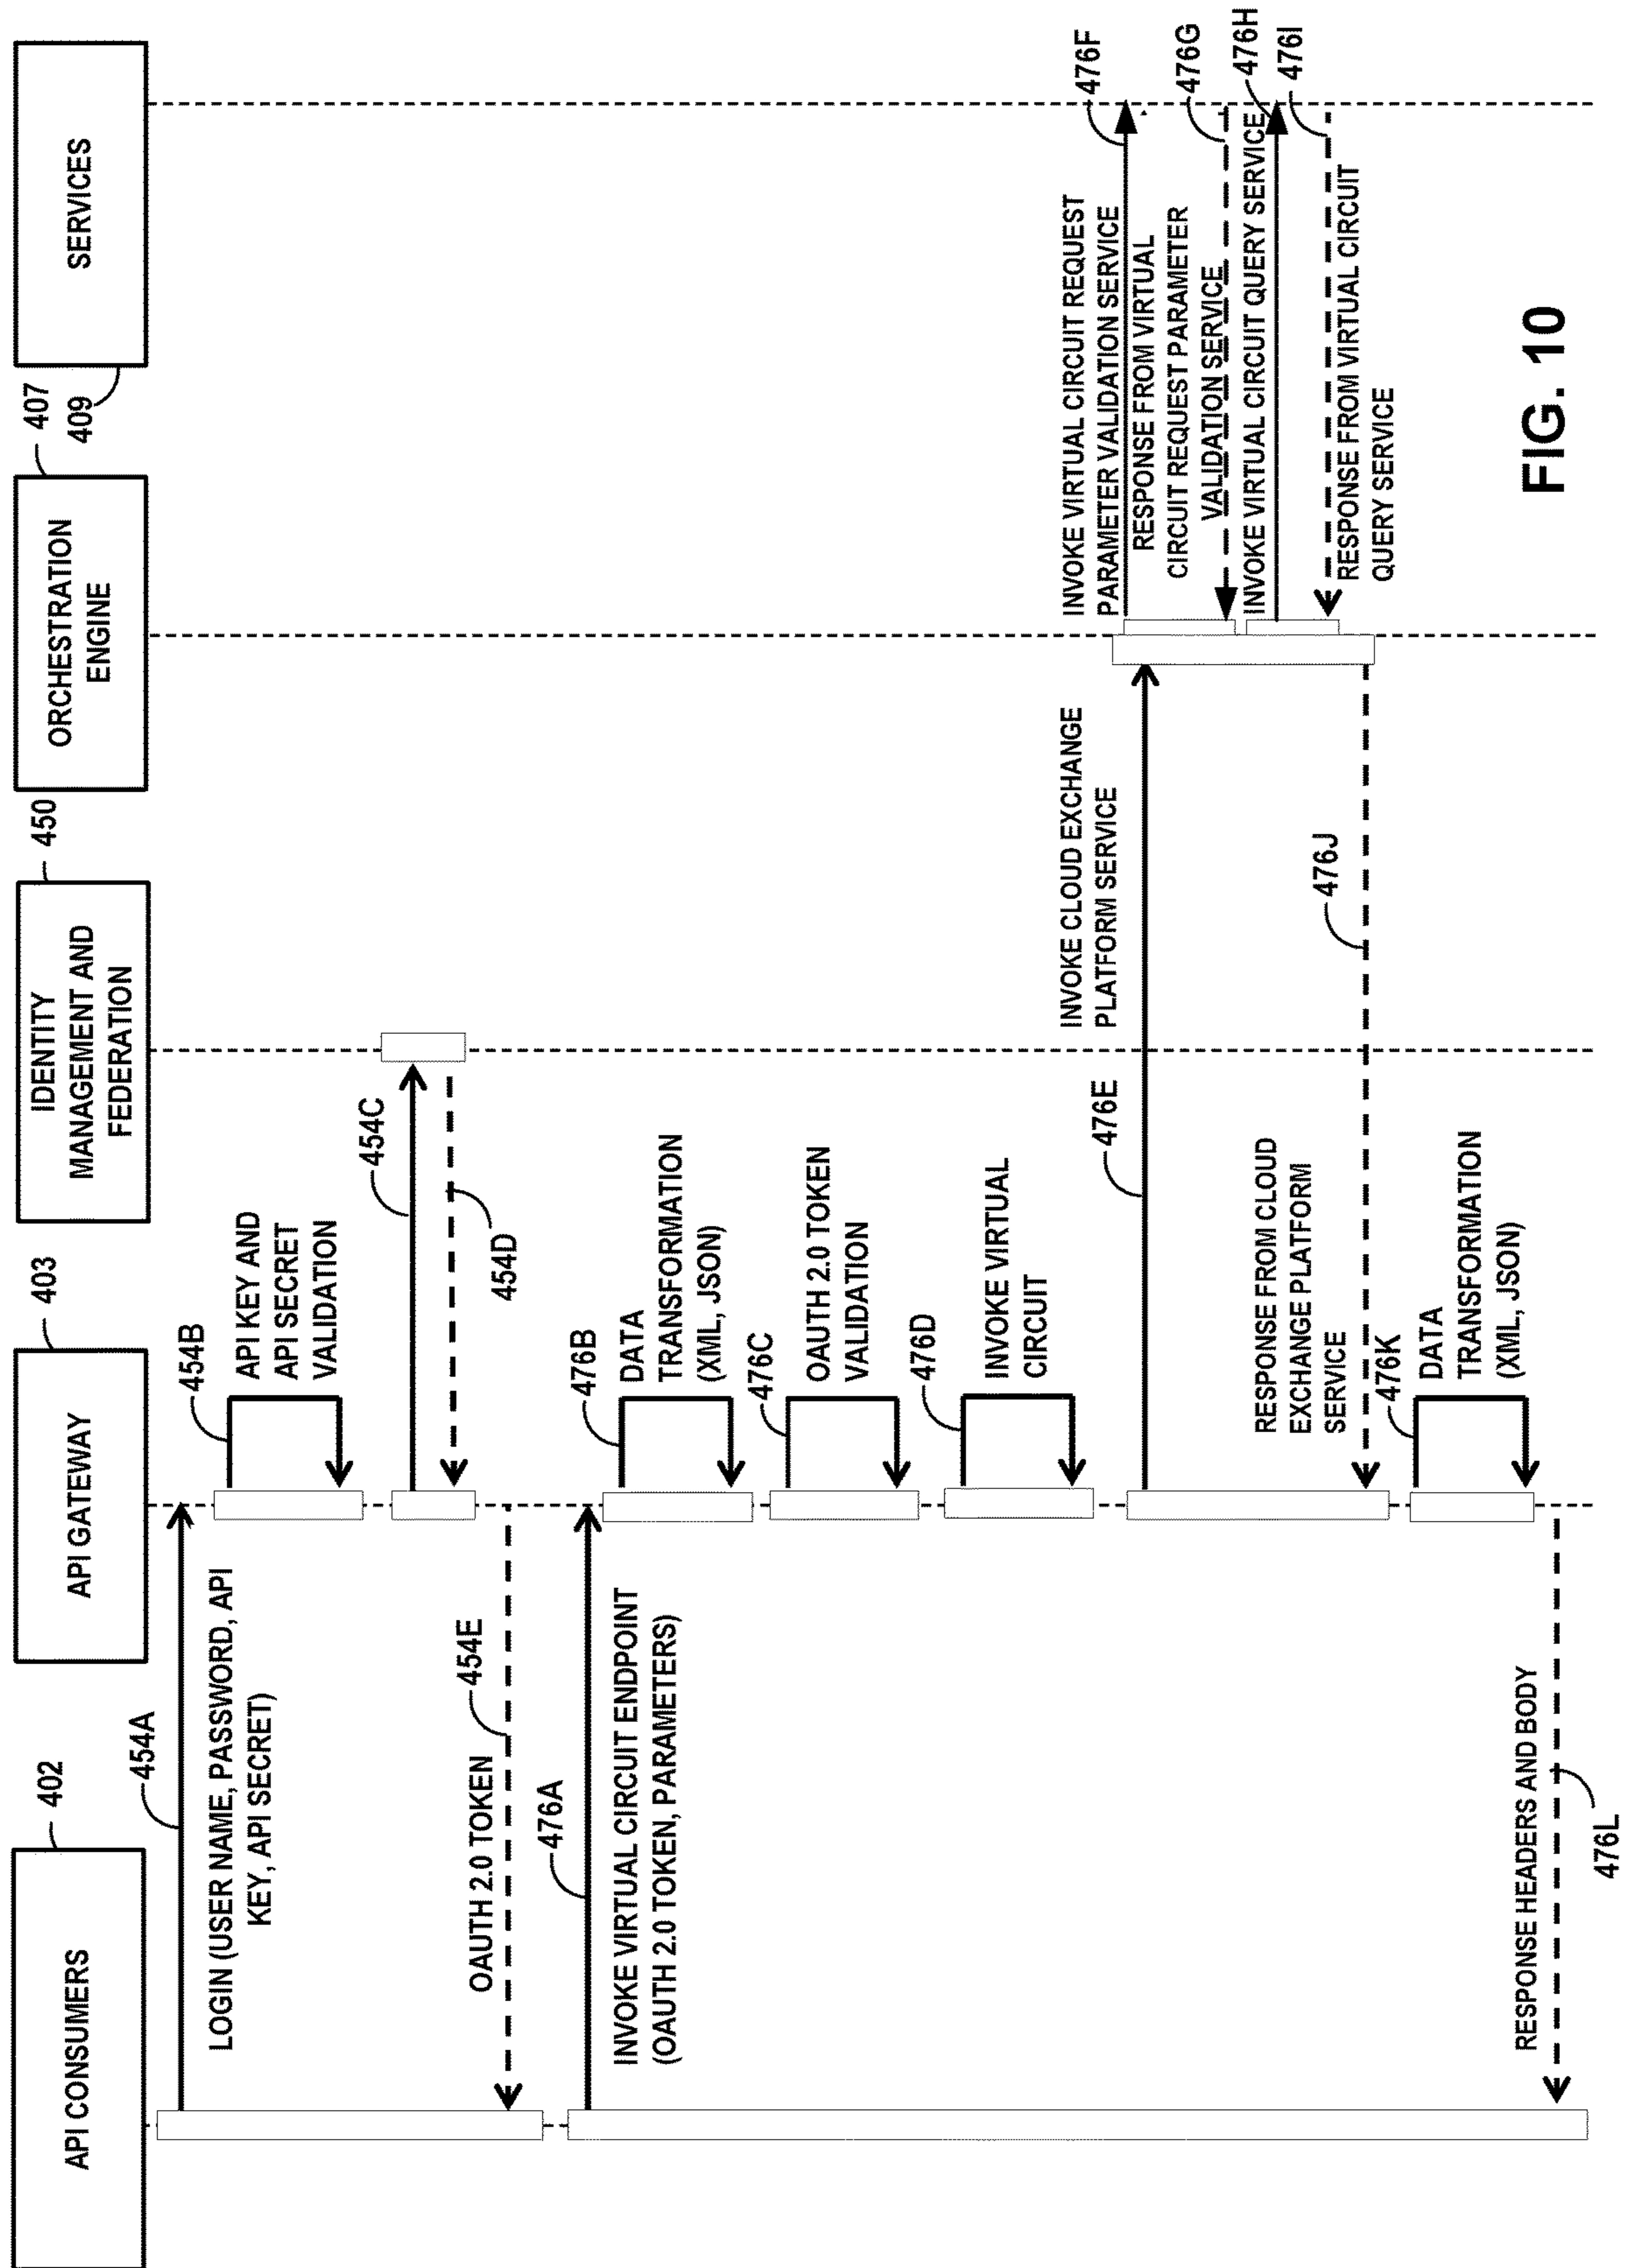 API CONSUMERS
402
API GATEWAY
403
IDENTITY
MANAGEMENT AND
FEDERATION
450
ORCHESTRATION
ENGINE
407
SERVICES
409
454A
LOGIN (USER NAME, PASSWORD, API
KEY, API SECRET)
454B
API KEY AND
API SECRET
VALIDATION
454C
454D
454E
OAUTH 2.0 TOKEN
476A
INVOKE VIRTUAL CIRCUIT ENDPOINT
(OAUTH 2.0 TOKEN, PARAMETERS)
476B
DATA
TRANSFORMATION
(XML, JSON)
476C
OAUTH 2.0 TOKEN
VALIDATION
476D
INVOKE VIRTUAL
CIRCUIT
476E
INVOKE CLOUD EXCHANGE
PLATFORM SERVICE
INVOKE VIRTUAL CIRCUIT REQUEST
PARAMETER VALIDATION SERVICE
476F
RESPONSE FROM VIRTUAL
CIRCUIT REQUEST PARAMETER
VALIDATION SERVICE
476G
INVOKE VIRTUAL CIRCUIT QUERY SERVICE
476H
476I
RESPONSE FROM VIRTUAL CIRCUIT
QUERY SERVICE
476J
RESPONSE FROM CLOUD
EXCHANGE PLATFORM
SERVICE
476K
DATA
TRANSFORMATION
(XML, JSON)
RESPONSE HEADERS AND BODY
476L
FIG. 10